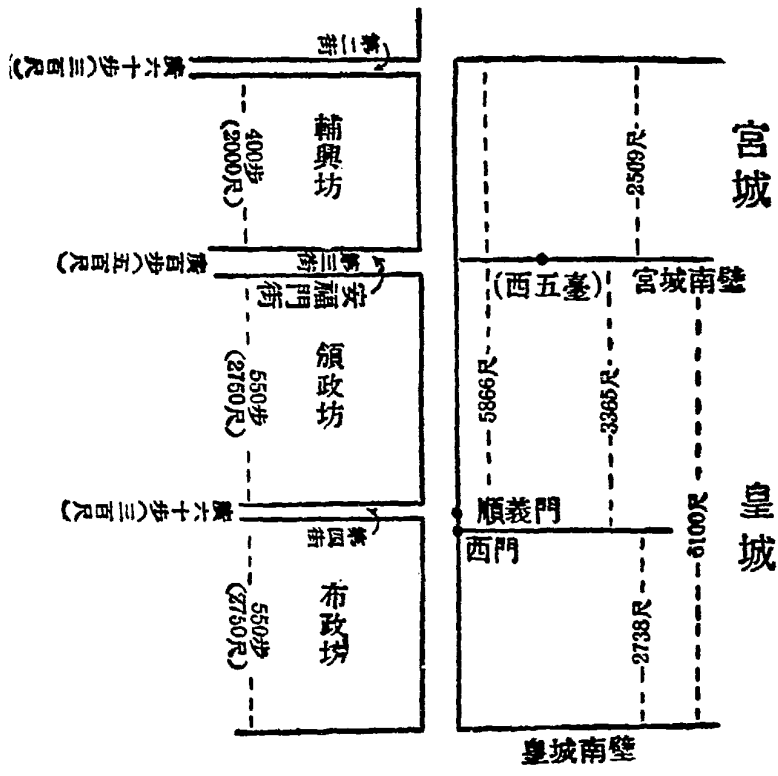 第二街
廣六十步(三百尺)
輔興坊
400步
(2000尺)
第三街
廣百步(五百尺)
安福門街
頒政坊
550步
(2750尺)
第四街
廣六十步(三百尺)
布政坊
550步
(2750尺)
宮城
2509尺
(西五臺)
宮城南壁
5866尺
3365尺
順義門
西門
皇城
6100尺
2738尺
皇城南壁